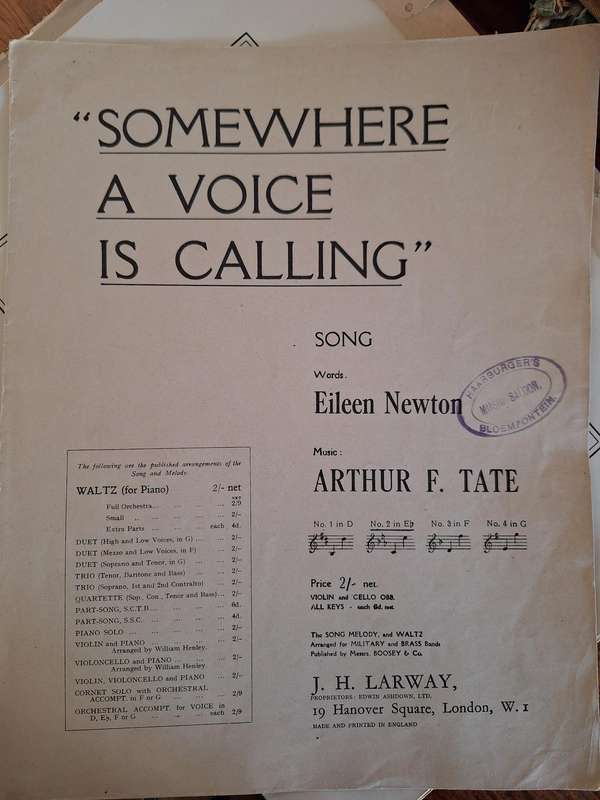 “SOMEWHERE
A VOICE
IS CALLING”
SONG
Words.
Eileen Newton
HAARBURGER'S
MUSIC SALOON,
BLOEMFONTEIN.
Music:
ARTHUR F. TATE
No. 1 in D No. 2 in E♭ No. 3 in F No. 4 in G
Price 2/- net.
VIOLIN and CELLO OBB.
ALL KEYS - each 6d. net
The SONG MELODY, and WALTZ
Arranged for MILITARY and BRASS Bands
Published by Messrs. BOOSEY & Co.
J. H. LARWAY,
PROPRIETORS: EDWIN ASHDOWN, LTD.
19 Hanover Square, London, W. 1
MADE AND PRINTED IN ENGLAND
The following are the published arrangements of the
Song and Melody.
WALTZ (for Piano) 2/- net
NET
Full Orchestra... ... ... ... 2/9
Small .. ... ... ... ... 2/-
Extra Parts ... ... ... each 4d.
DUET (High and Low Voices, in G) ... ... 2/-
DUET (Mezzo and Low Voices, in F) ... 2/-
DUET (Soprano and Tenor, in G) ... ... 2/-
TRIO (Tenor, Baritone and Bass) ... ... 2/-
TRIO (Soprano, 1st and 2nd Contralto) ... 2/-
QUARTETTE (Sop., Con., Tenor and Bass)... 2/-
PART-SONG, S.C.T.B... ... ... ... 6d.
PART-SONG, S.S.C. ... ... ... ... 4d.
PIANO SOLO ... ... ... ... ... 2/-
VIOLIN and PIANO ... ... ... ... 2/-
Arranged by William Henley.
VIOLONCELLO and PIANO ... ... ... 2/-
Arranged by William Henley
VIOLIN, VIOLONCELLO and PIANO ... 2/-
CORNET SOLO with ORCHESTRAL
ACCOMPT. in F or G ... ... ... 2/9
ORCHESTRAL ACCOMPT. for VOICE in
D, E♭, F or G ... ... ... each 2/9